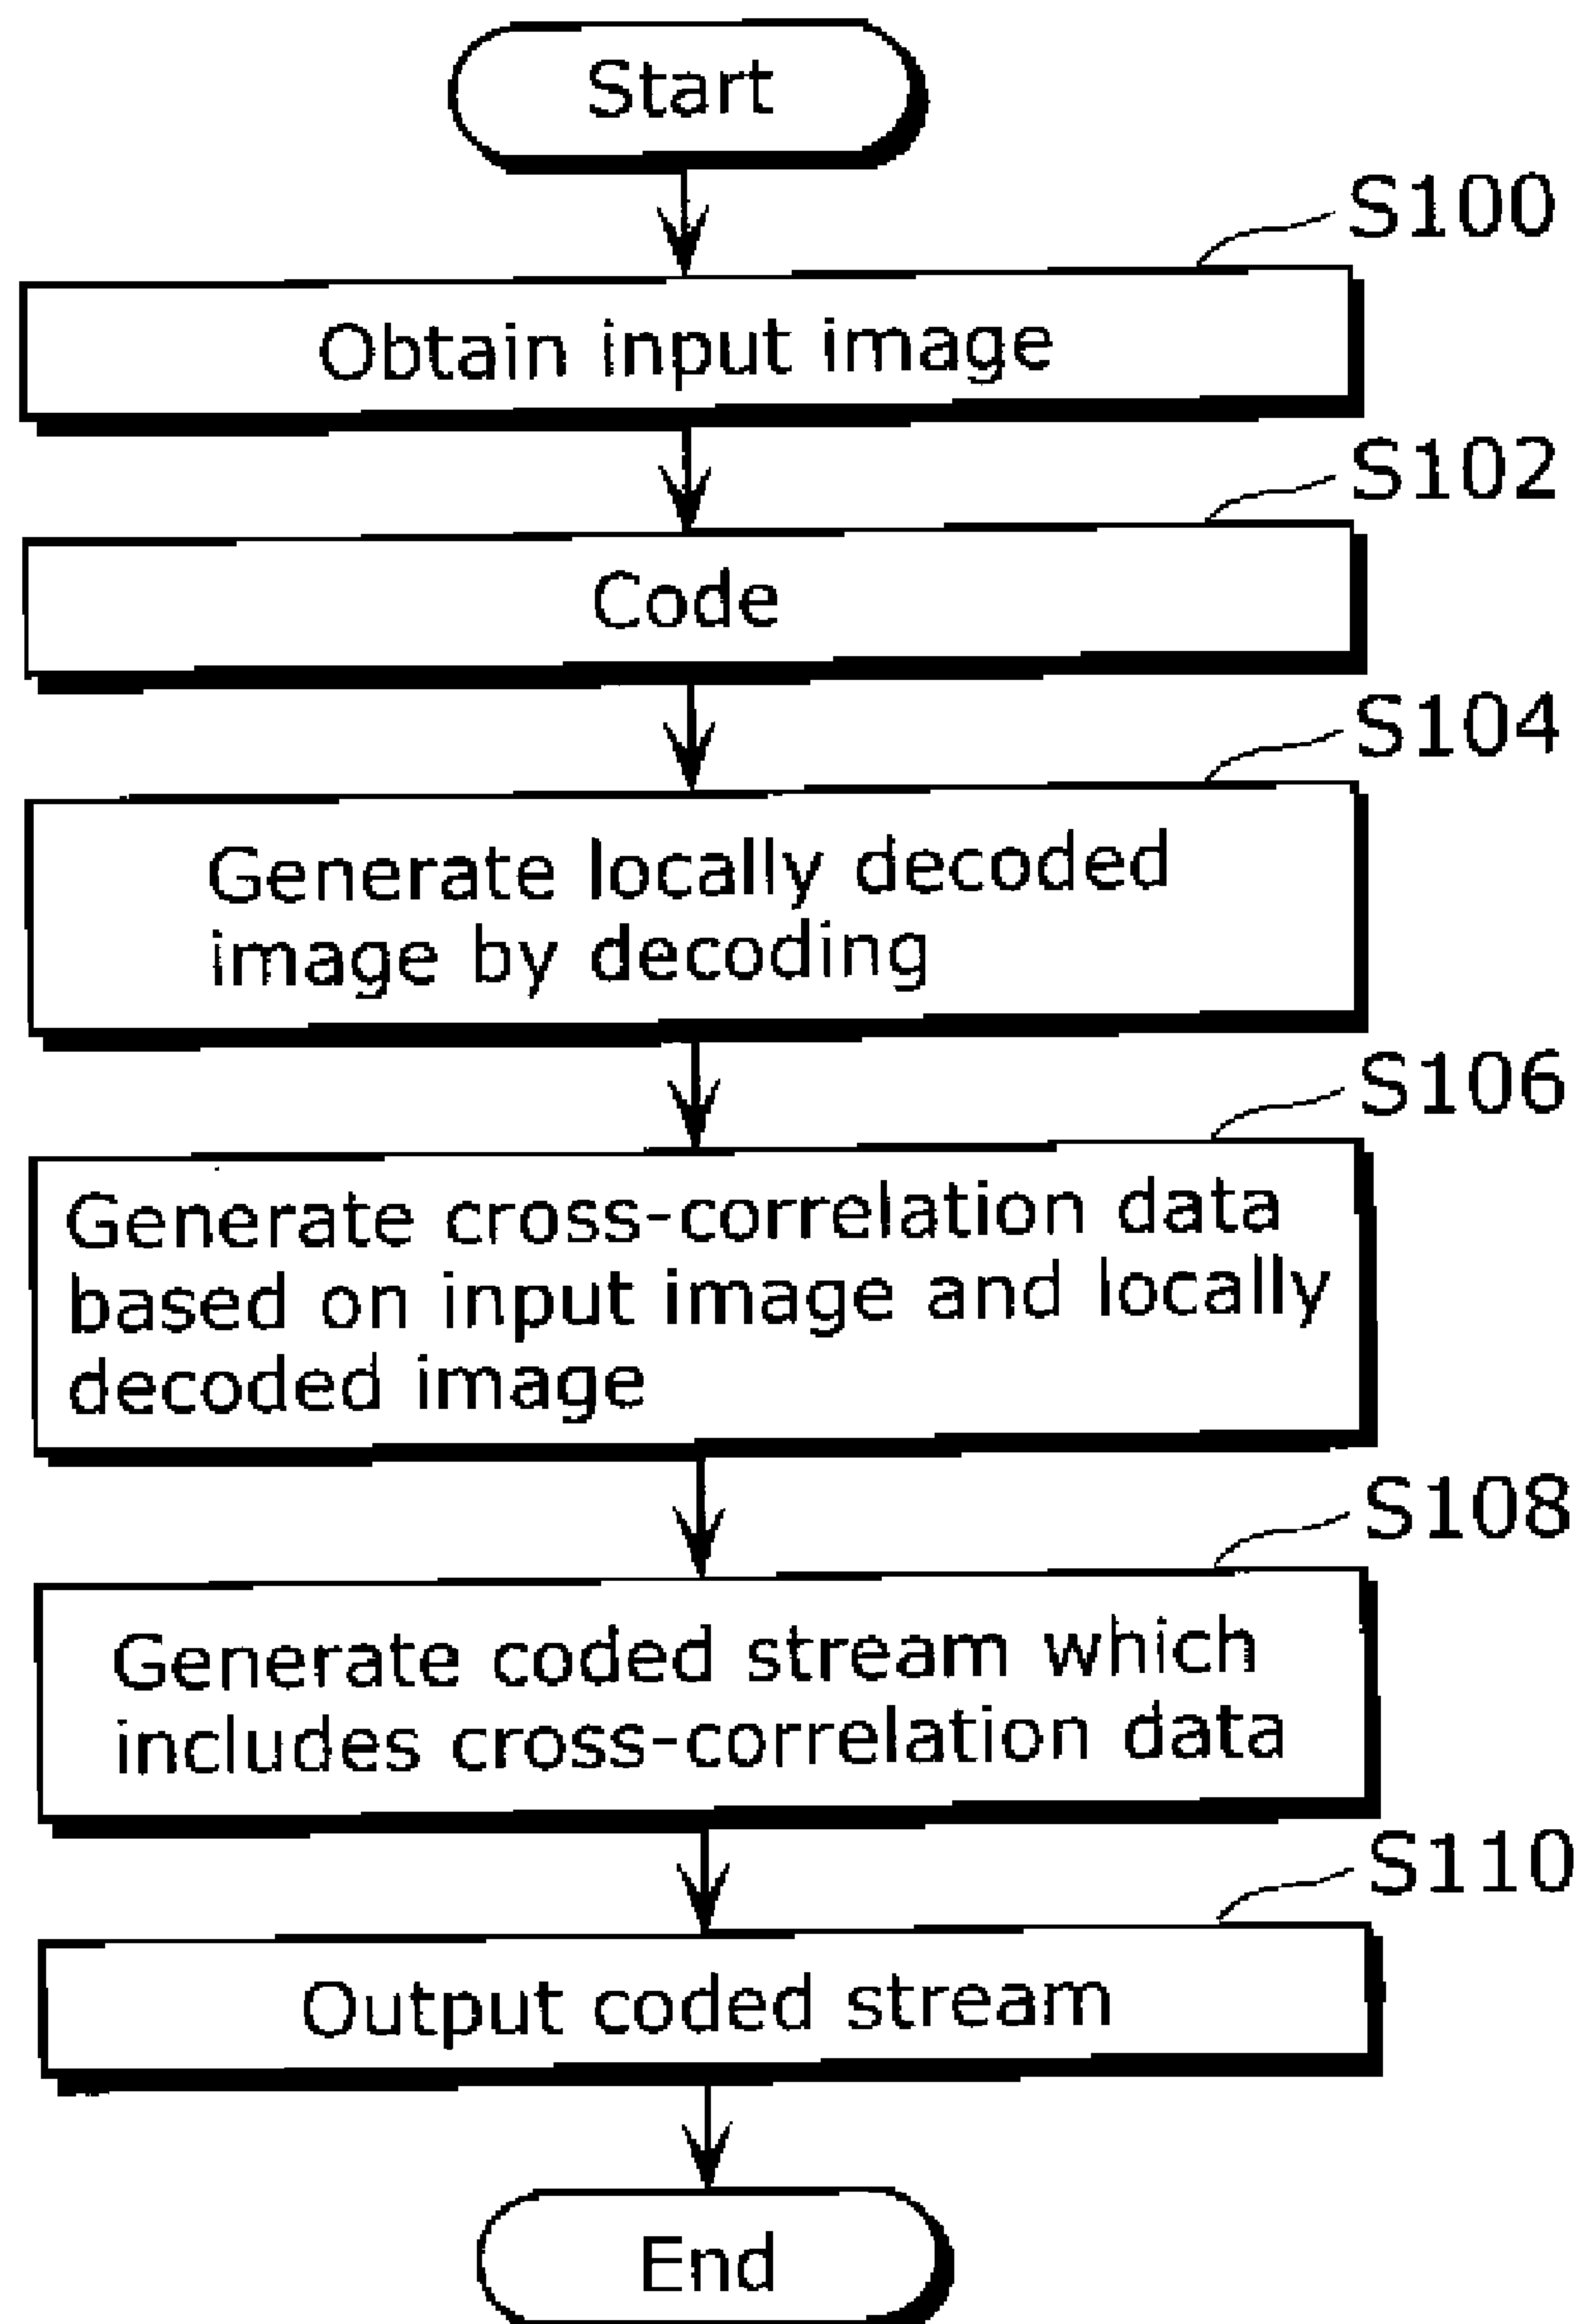 Start
S100
Obtain input image
S102
Code
S104
Generate locally decoded
image by decoding
S106
Generate cross-correlation data
based on input image and locally
decoded image
S108
Generate coded stream which
includes cross-correlation data
S110
Output coded stream
End